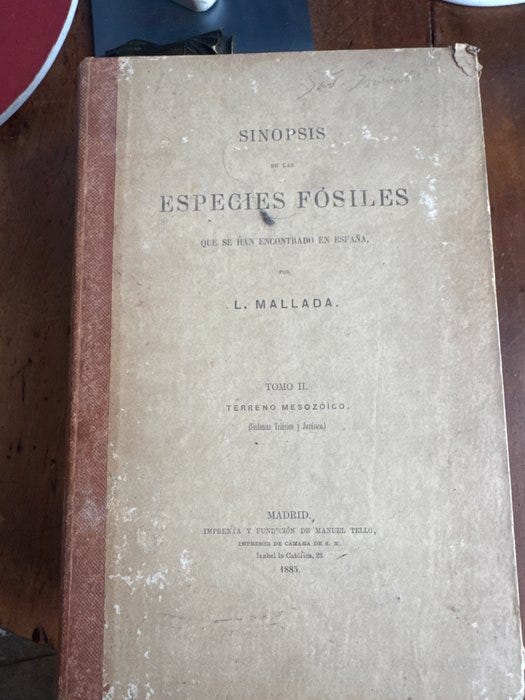 SINOPSIS
DE LAS
ESPECIES FÓSILES
QUE SE HAN ENCONTRADO EN ESPAÑA,
POR
L. MALLADA.
TOMO II.
TERRENO MESOZÓICO.
(Sistemas Triásico y Jurásico.)
MADRID,
IMPRENTA Y FUNDICIÓN DE MANUEL TELLO,
IMPRESOR DE CÁMARA DE S. M.
Isabel la Católica, 23
1885.